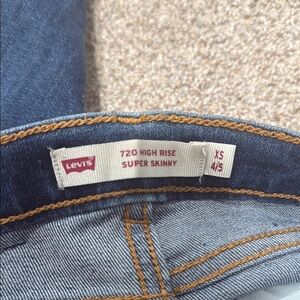 LEVI'S
720 HIGH RISE
SUPER SKINNY
XS
4/5